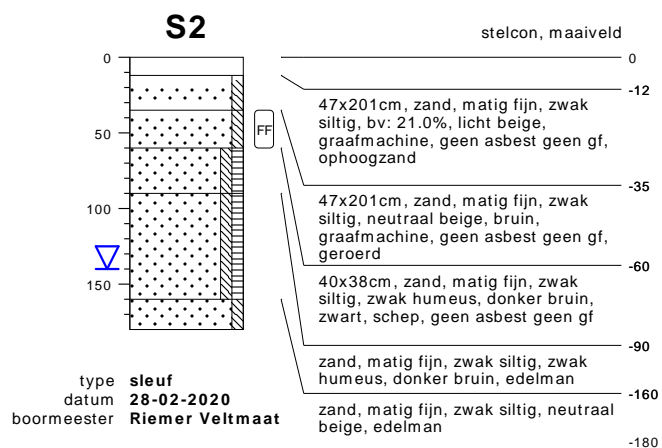 S2
stelcon, maaiveld
0
0
-12
47x201cm, zand, matig fijn, zwak
siltig, bv: 21.0%, licht beige,
graafmachine, geen asbest geen gf,
ophoogzand
50
FF
-35
47x201cm, zand, matig fijn, zwak
siltig, neutraal beige, bruin,
graafmachine, geen asbest geen gf,
geroerd
100
-60
40x38cm, zand, matig fijn, zwak
siltig, zwak humeus, donker bruin,
zwart, schep, geen asbest geen gf
150
-90
zand, matig fijn, zwak siltig, zwak
humeus, donker bruin, edelman
-160
zand, matig fijn, zwak siltig, neutraal
beige, edelman
-180
type sleuf
datum 28-02-2020
boormeester Riemer Veltmaat